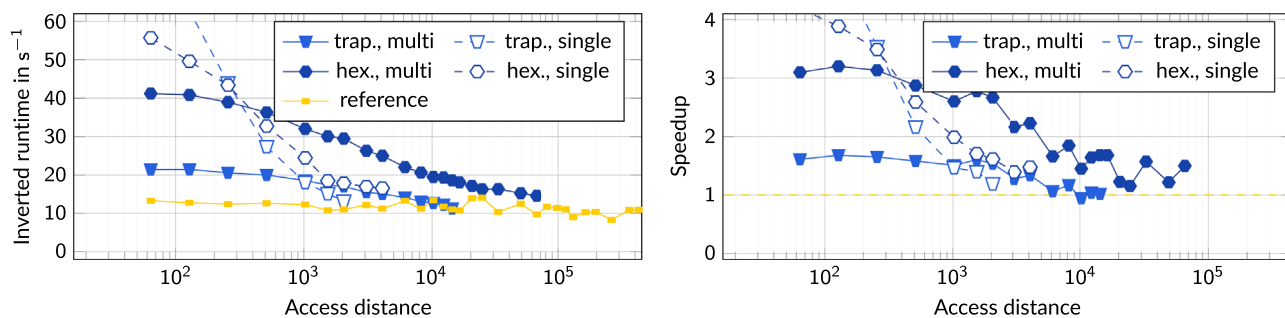 60
50
40
30
20
10
0
Inverted runtime in s⁻¹
trap., multi
trap., single
hex., multi
hex., single
reference
10²
10³
10⁴
10⁵
Access distance
4
3
2
1
0
Speedup
trap., multi
trap., single
hex., multi
hex., single
10²
10³
10⁴
10⁵
Access distance